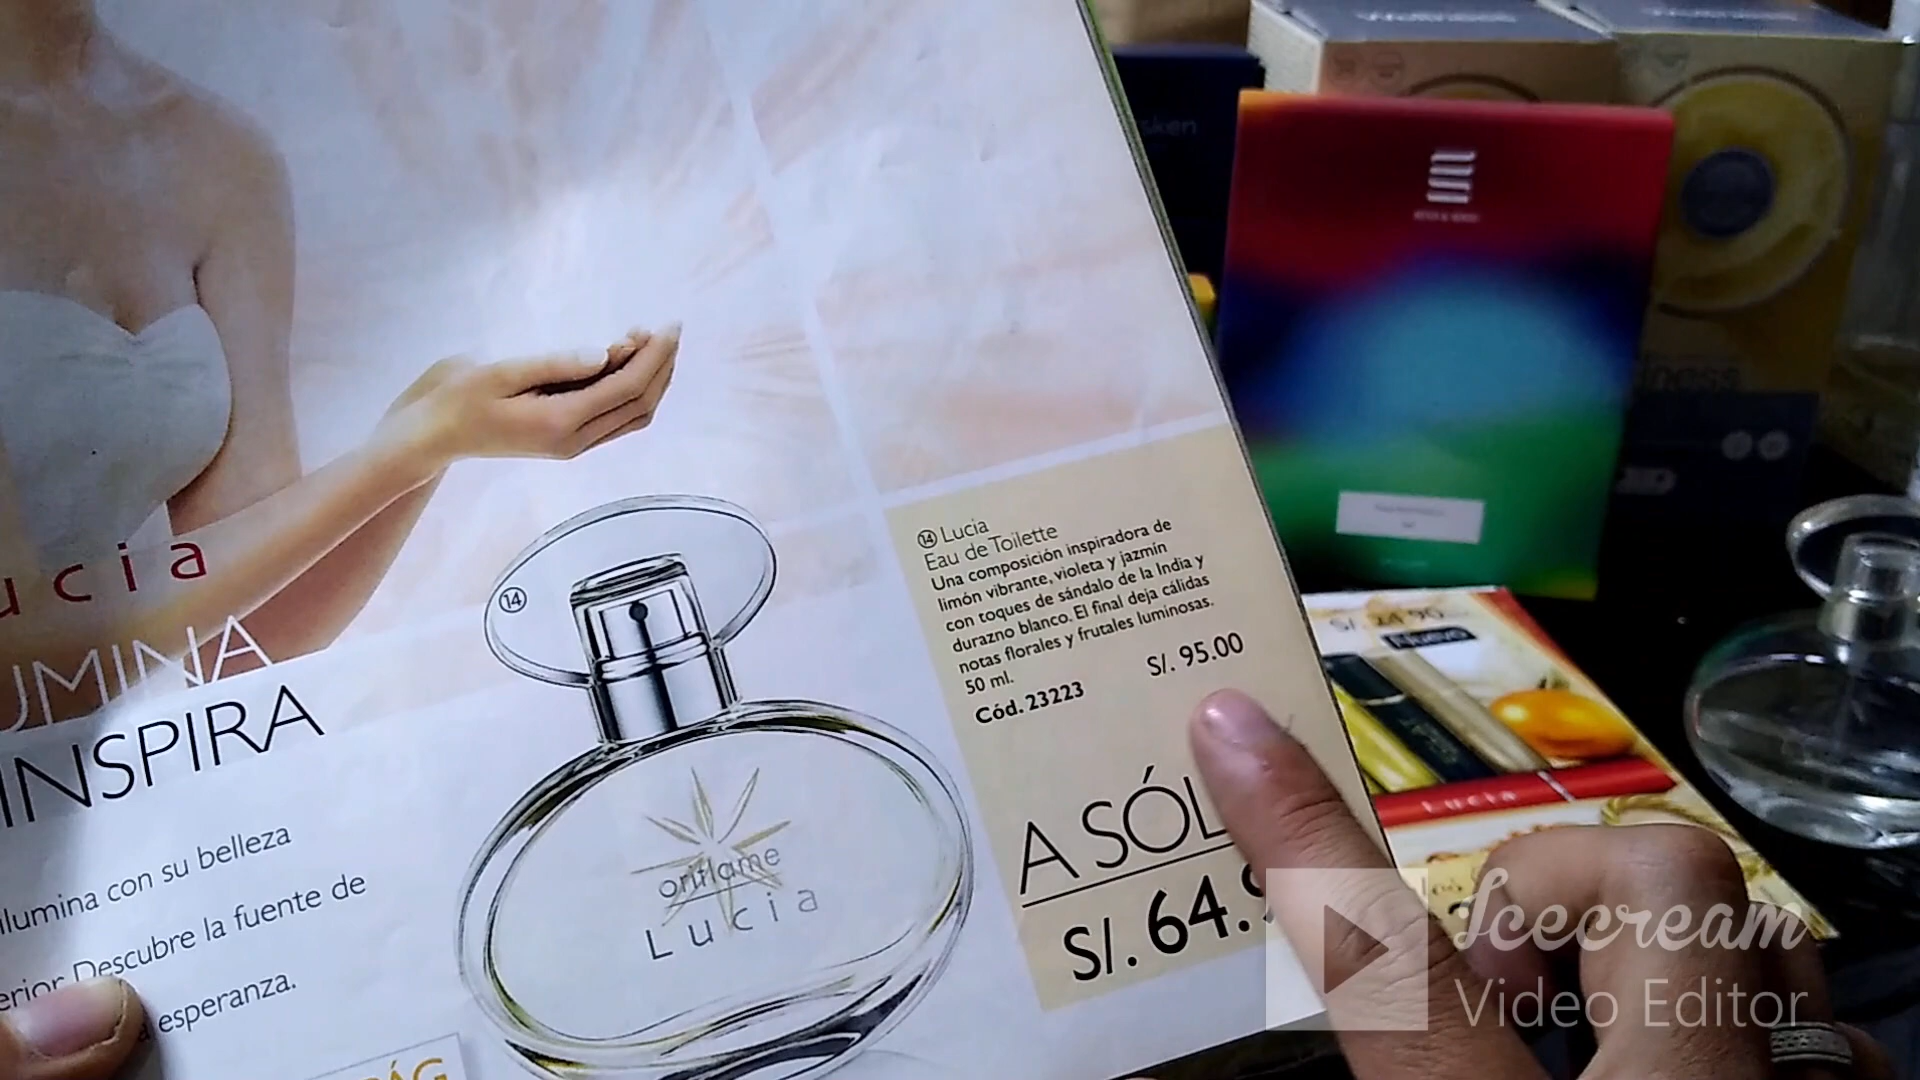 ucia
UMINA
INSPIRA
ilumina con su belleza
erior. Descubre la fuente de
esperanza.
PÁG
14
oriflame
Lucia
14 Lucia
Eau de Toilette
Una composición inspiradora de
limón vibrante, violeta y jazmín
con toques de sándalo de la India y
durazno blanco. El final deja cálidas
notas florales y frutales luminosas.
50 ml.
Cód. 23223
S/. 95.00
A SÓL
S/. 64.9
S/. 24.90
Nuevo
Lucia
Icecream
Video Editor